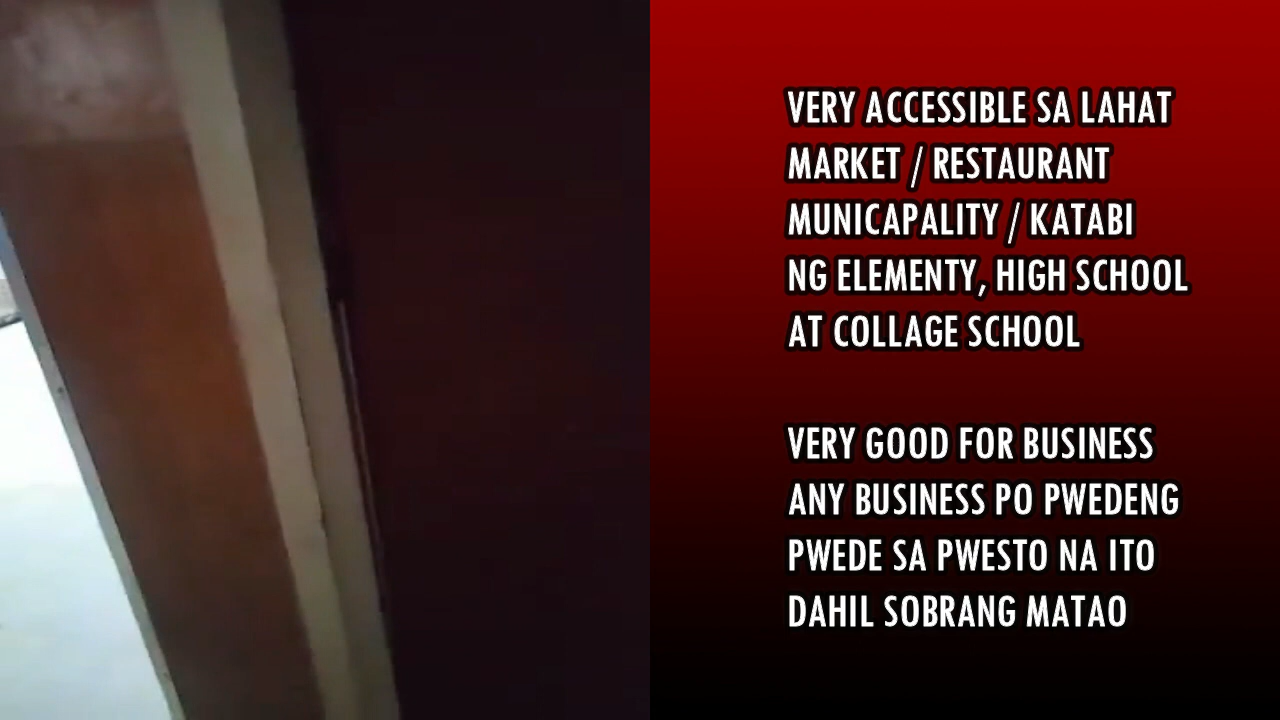 VERY ACCESSIBLE SA LAHAT
MARKET / RESTAURANT
MUNICAPALITY / KATABI
NG ELEMENTY, HIGH SCHOOL
AT COLLAGE SCHOOL
VERY GOOD FOR BUSINESS
ANY BUSINESS PO PWEDENG
PWEDE SA PWESTO NA ITO
DAHIL SOBRANG MATAO